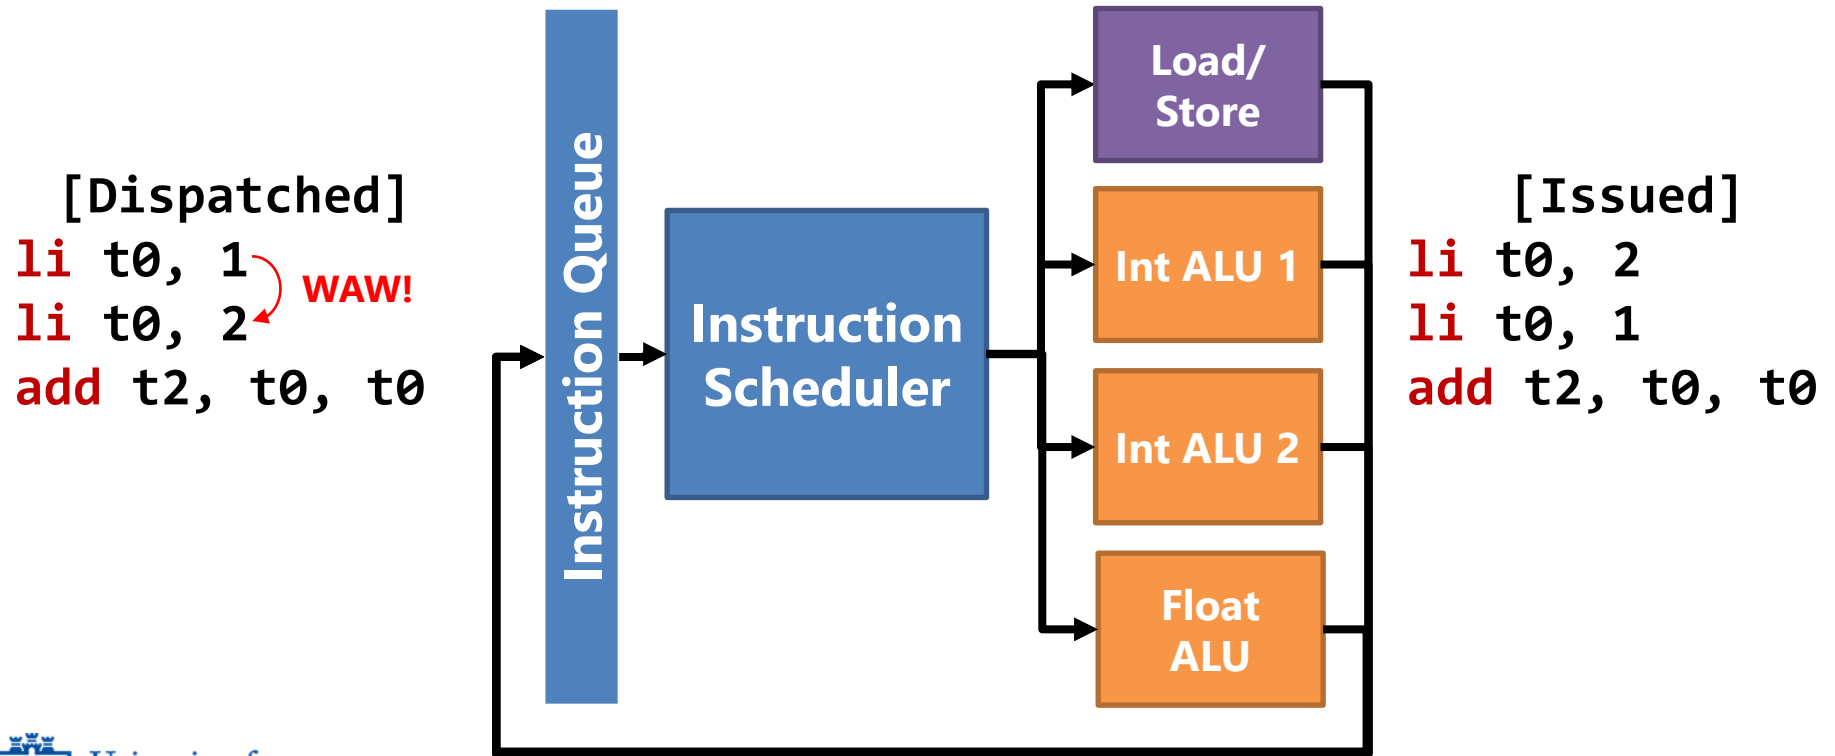 [Dispatched]
li t0, 1
li t0, 2
add t2, t0, t0
WAW!
Instruction Queue
Instruction
Scheduler
Load/
Store
Int ALU 1
Int ALU 2
Float
ALU
[Issued]
li t0, 2
li t0, 1
add t2, t0, t0